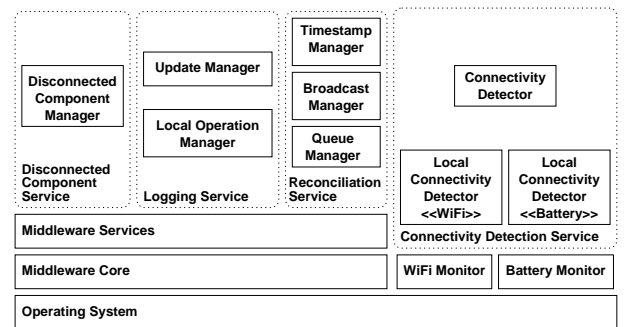 Disconnected
Component
Manager
Disconnected
Component
Service
Update Manager
Local Operation
Manager
Logging Service
Timestamp
Manager
Broadcast
Manager
Queue
Manager
Reconciliation
Service
Connectivity
Detector
Local
Connectivity
Detector
<<WiFi>>
Local
Connectivity
Detector
<<Battery>>
Connectivity Detection Service
Middleware Services
Middleware Core
WiFi Monitor
Battery Monitor
Operating System